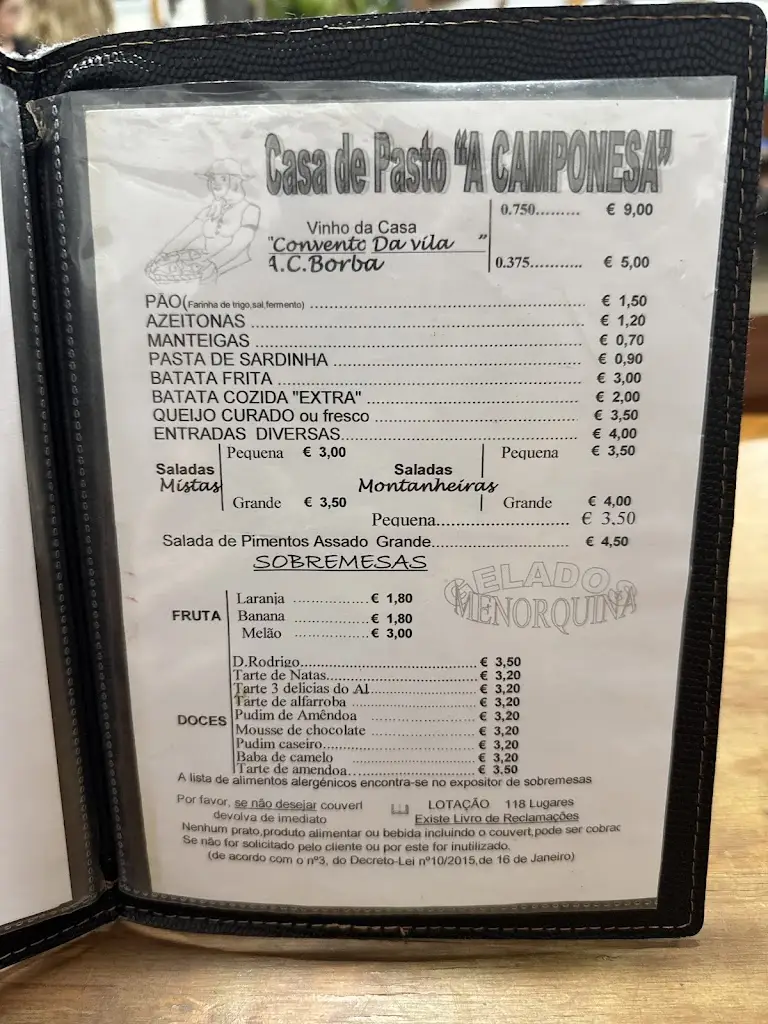 Casa de Pasto "A CAMPONESA"
Vinho da Casa
"Convento Da vila "
A.C.Borba
0.750......... € 9,00
0.375........... € 5,00
PÃO(Farinha de trigo,sal,fermento) ........ € 1,50
AZEITONAS ........ € 1,20
MANTEIGAS ........ € 0,70
PASTA DE SARDINHA ........ € 0,90
BATATA FRITA ........ € 3,00
BATATA COZIDA "EXTRA" ........ € 2,00
QUEIJO CURADO ou fresco ........ € 3,50
ENTRADAS DIVERSAS........ € 4,00
Saladas Mistas
Pequena € 3,00
Grande € 3,50
Saladas Montanheiras
Pequena € 3,50
Grande € 4,00
Pequena........ € 3,50
Salada de Pimentos Assado Grande........ € 4,50
SOBREMESAS
GELADOS
MENORQUINA
FRUTA
Laranja ........ € 1,80
Banana ........ € 1,80
Melão ........ € 3,00
DOCES
D.Rodrigo........ € 3,50
Tarte de Natas........ € 3,20
Tarte 3 delicias do Al........ € 3,20
Tarte de alfarroba ........ € 3,20
Pudim de Amêndoa ........ € 3,20
Mousse de chocolate ........ € 3,20
Pudim caseiro........ € 3,20
Baba de camelo ........ € 3,20
Tarte de amendoa........ € 3.50
A lista de alimentos alergénicos encontra-se no expositor de sobremesas
Por favor, se não desejar couvert
devolva de imediato
LOTAÇÃO 118 Lugares
Existe Livro de Reclamações
Nenhum prato,produto alimentar ou bebida incluindo o couvert,pode ser cobrac
Se não for solicitado pelo cliente ou por este for inutilizado.
(de acordo com o nº3, do Decreto-Lei nº10/2015,de 16 de Janeiro)